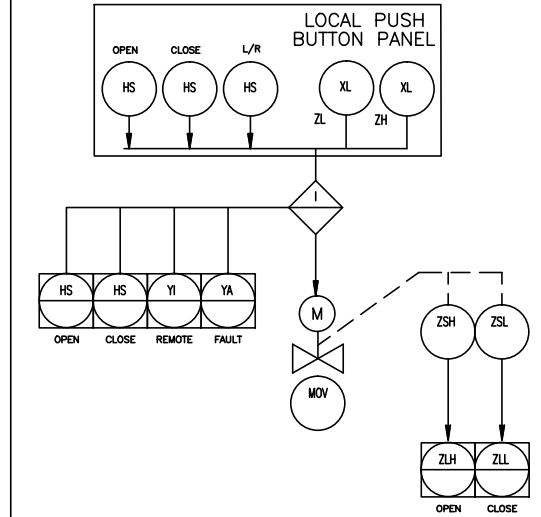 LOCAL PUSH
BUTTON PANEL
OPEN CLOSE L/R
HS HS HS XL XL
ZL ZH
I
HS HS YI YA
OPEN CLOSE REMOTE FAULT
M
MOV
ZSH ZSL
ZLH ZLL
OPEN CLOSE